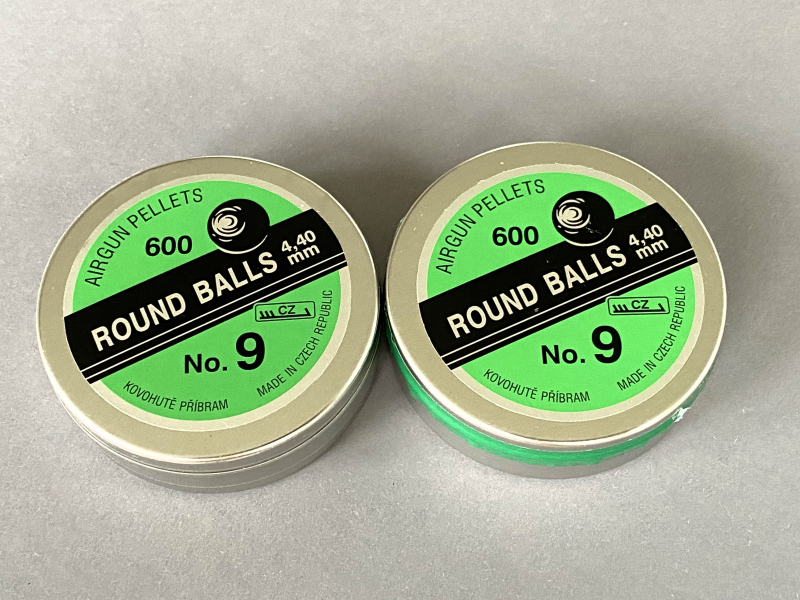 AIRGUN PELLETS
600
ROUND BALLS 4,40 mm
CZ
No. 9
KOVOHUTĚ PŘÍBRAM
MADE IN CZECH REPUBLIC
AIRGUN PELLETS
600
ROUND BALLS 4,40 mm
CZ
No. 9
KOVOHUTĚ PŘÍBRAM
MADE IN CZECH REPUBLIC